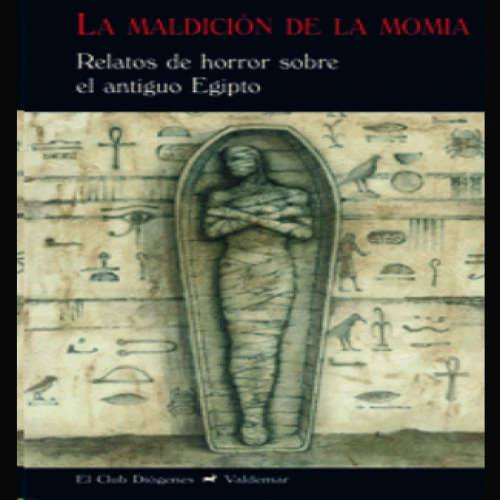 La maldición de la momia
Relatos de horror sobre
el antiguo Egipto
El Club Diógenes Valdemar